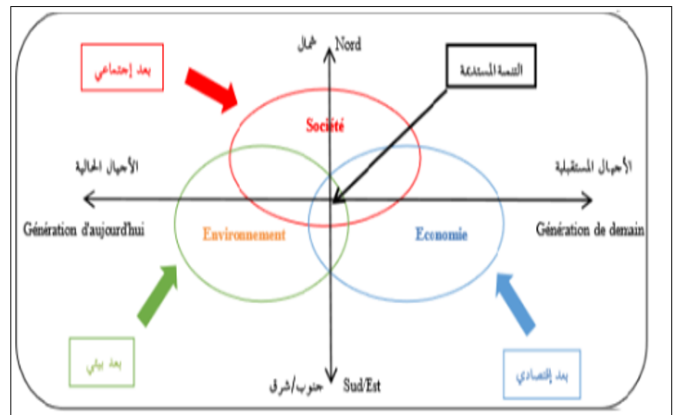 شمال Nord
بعد إجتماعي
التنمية المستدامة
Société
الأجيال الحالية
الأجيال المستقبلية
Génération d'aujourd'hui
Environnement
Economie
Génération de demain
بعد بيئي
بعد إقتصادي
جنوب/شرق Sud/Est